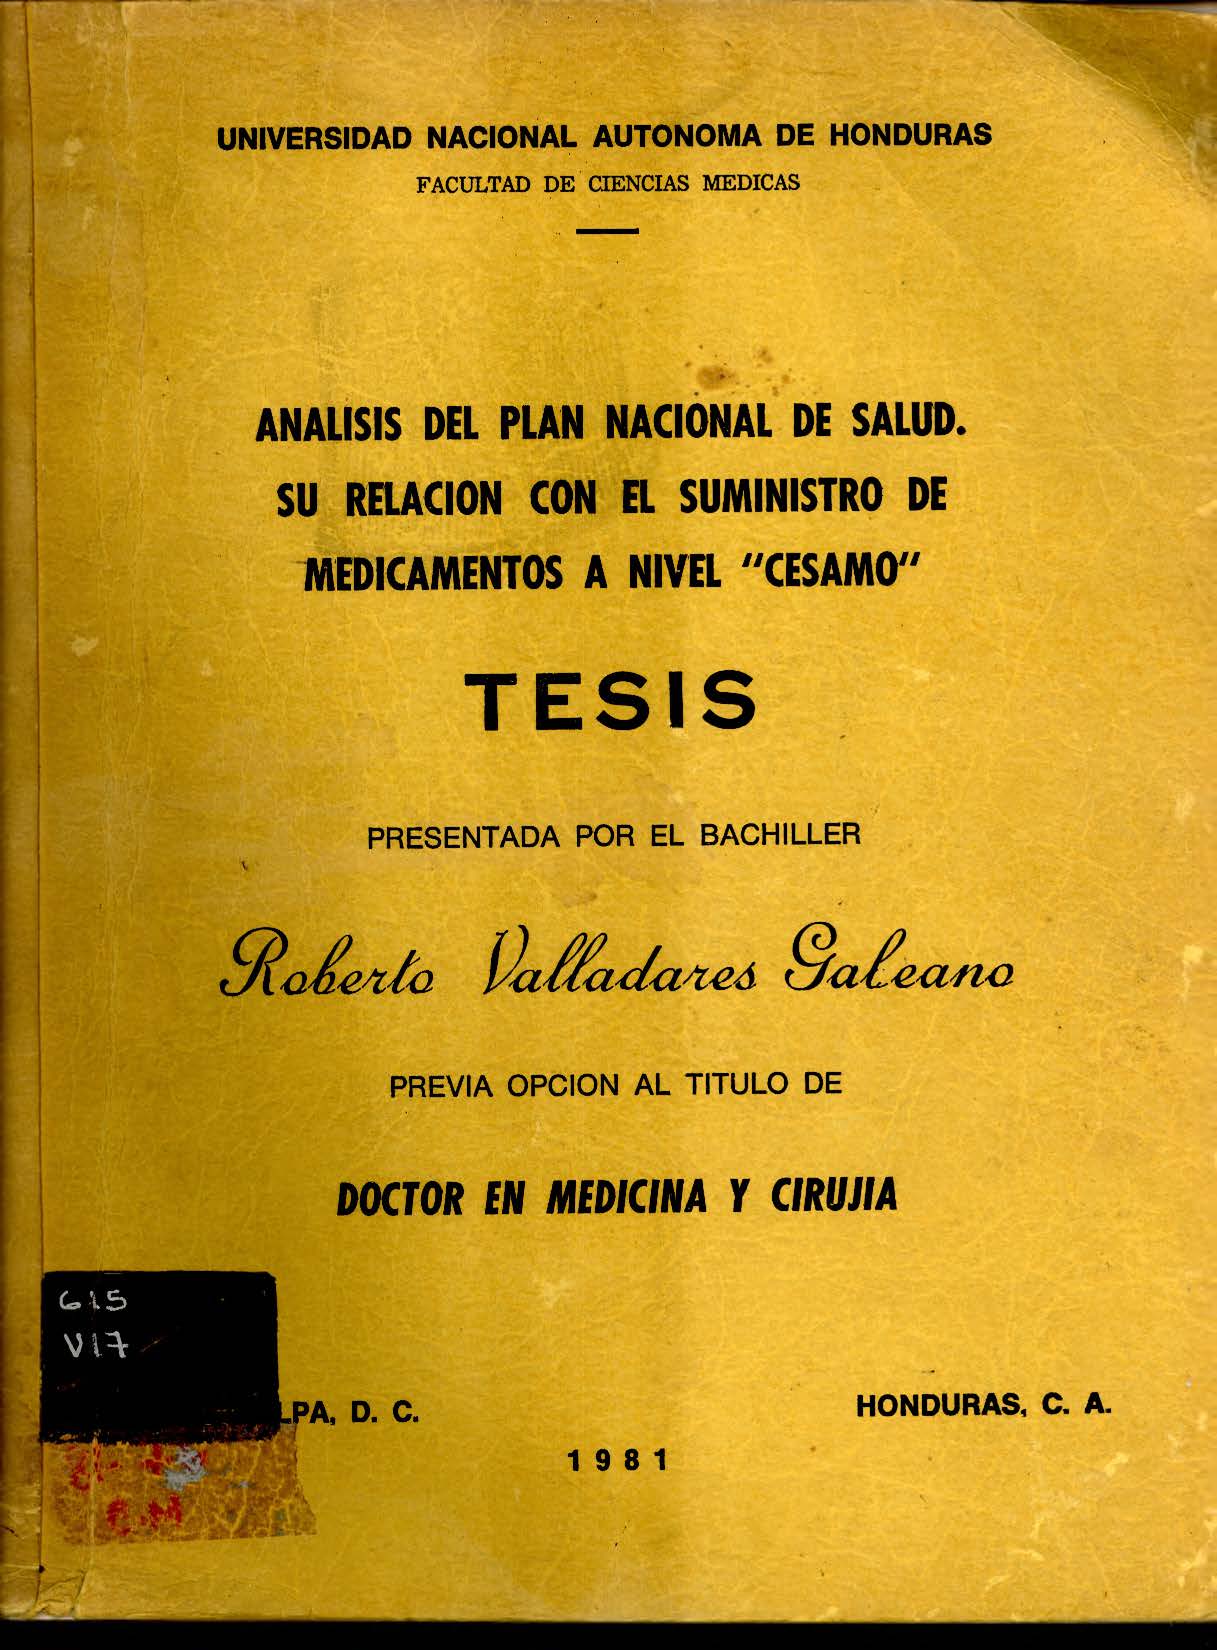 UNIVERSIDAD NACIONAL AUTONOMA DE HONDURAS
FACULTAD DE CIENCIAS MEDICAS
ANALISIS DEL PLAN NACIONAL DE SALUD.
SU RELACION CON EL SUMINISTRO DE
MEDICAMENTOS A NIVEL "CESAMO"
TESIS
PRESENTADA POR EL BACHILLER
Roberto Valladares Galeano
PREVIA OPCION AL TITULO DE
DOCTOR EN MEDICINA Y CIRUJIA
615
V17
LPA, D. C.
HONDURAS, C. A.
1981